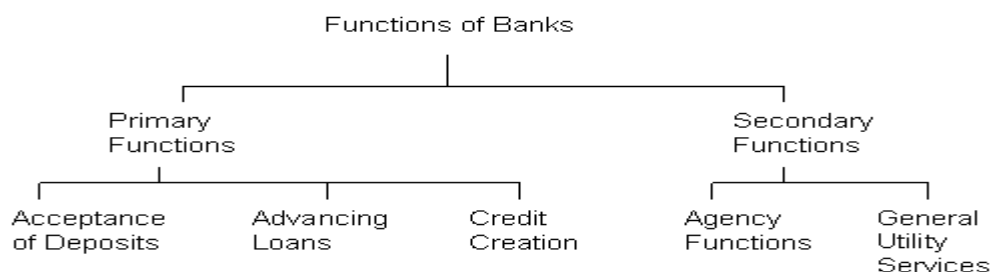 Functions of Banks
Primary
Functions
Secondary
Functions
Acceptance
of Deposits
Advancing
Loans
Credit
Creation
Agency
Functions
General
Utility
Services